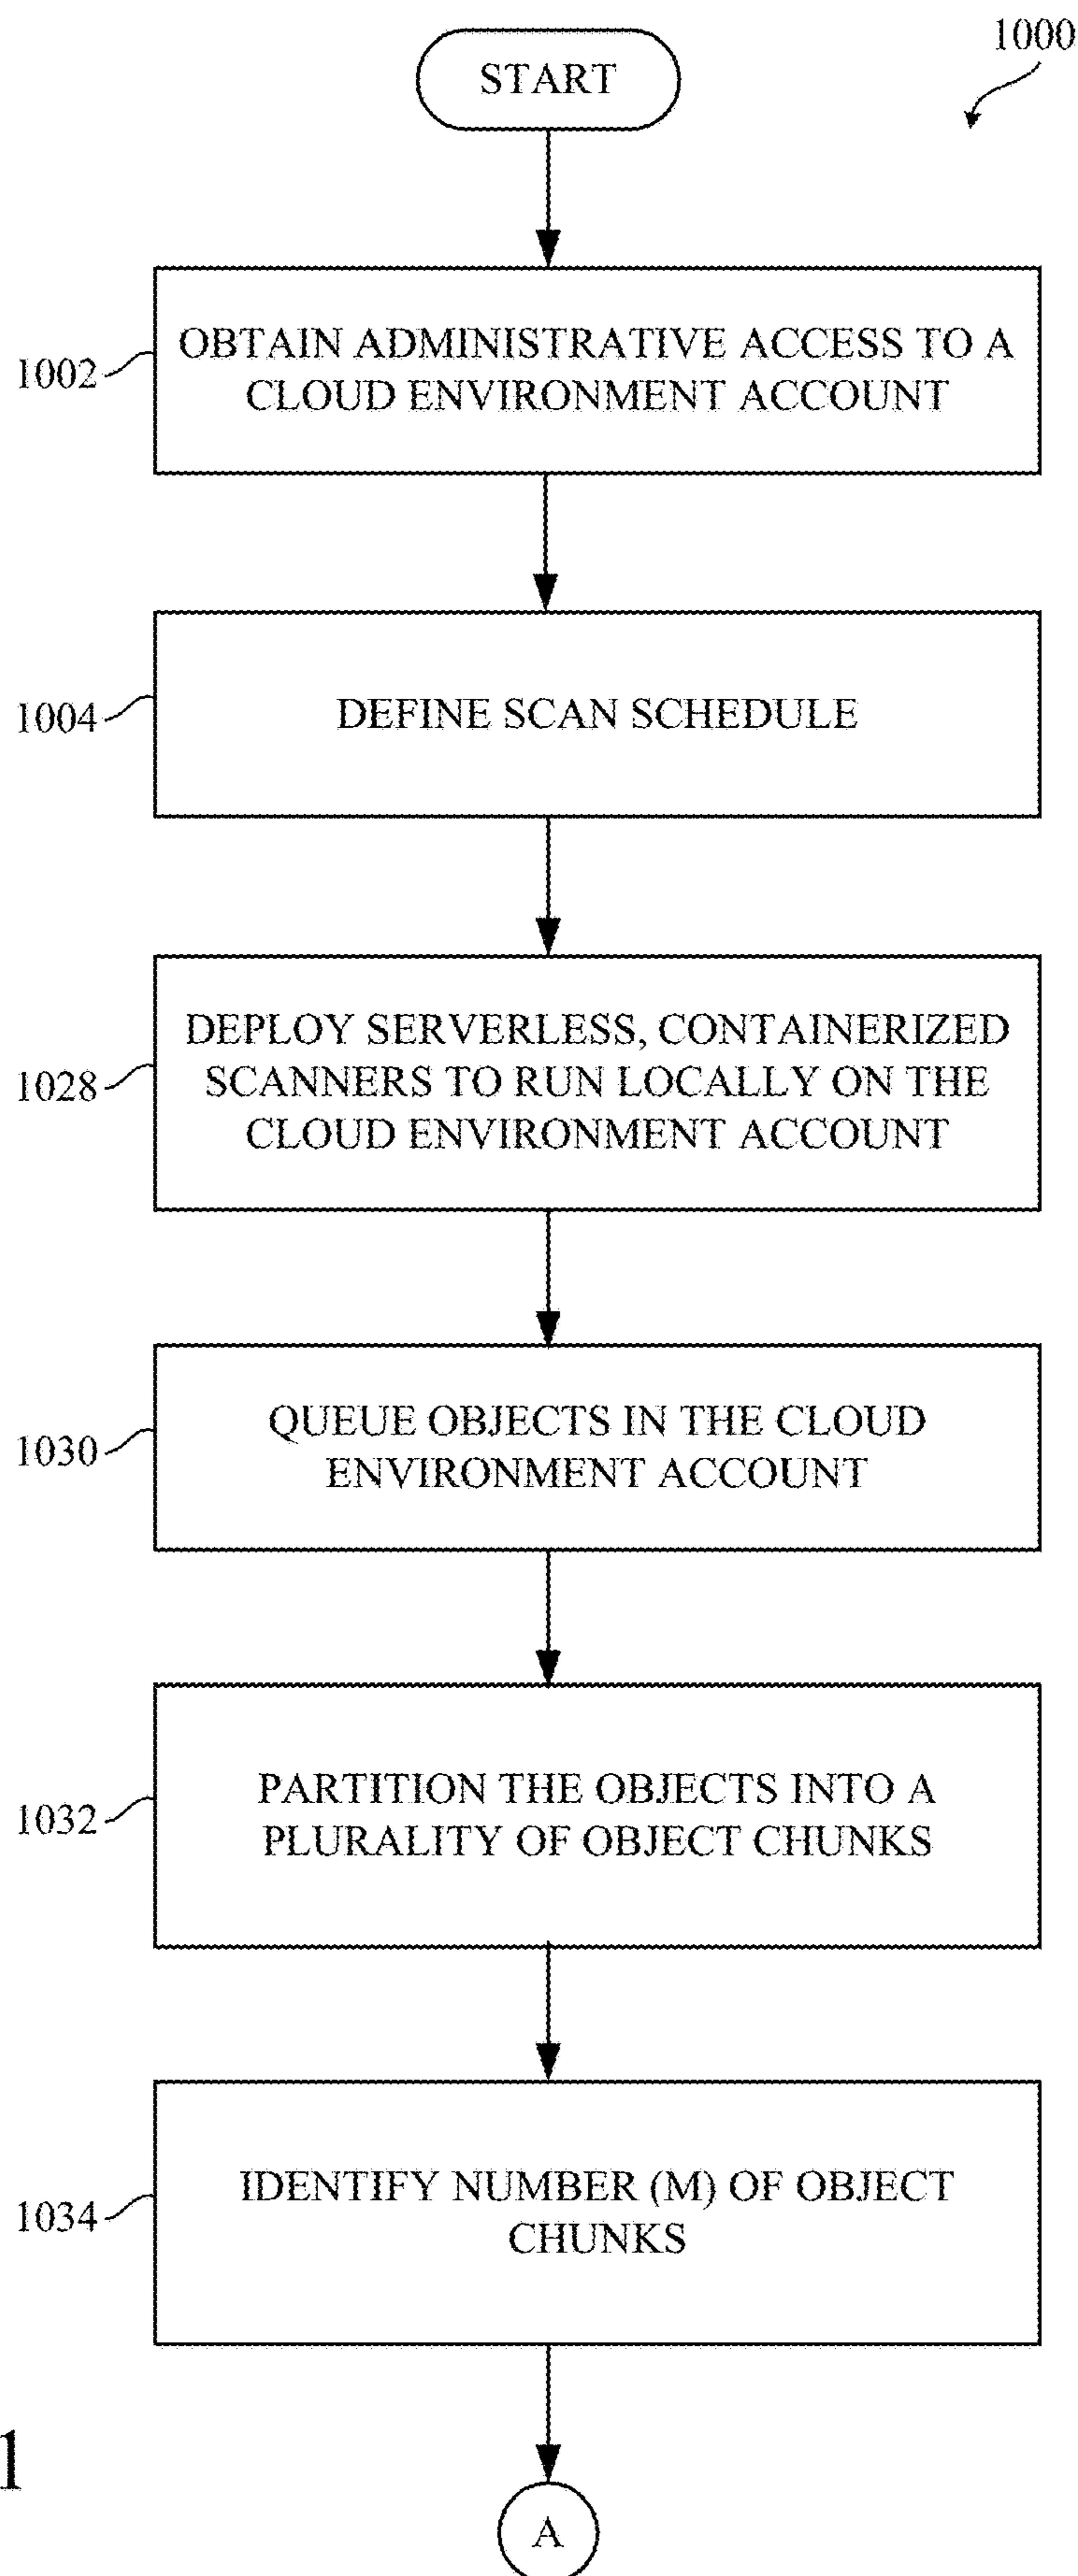 1000
START
1002
OBTAIN ADMINISTRATIVE ACCESS TO A
CLOUD ENVIRONMENT ACCOUNT
1004
DEFINE SCAN SCHEDULE
1028
DEPLOY SERVERLESS, CONTAINERIZED
SCANNERS TO RUN LOCALLY ON THE
CLOUD ENVIRONMENT ACCOUNT
1030
QUEUE OBJECTS IN THE CLOUD
ENVIRONMENT ACCOUNT
1032
PARTITION THE OBJECTS INTO A
PLURALITY OF OBJECT CHUNKS
1034
IDENTIFY NUMBER (M) OF OBJECT
CHUNKS
1
A